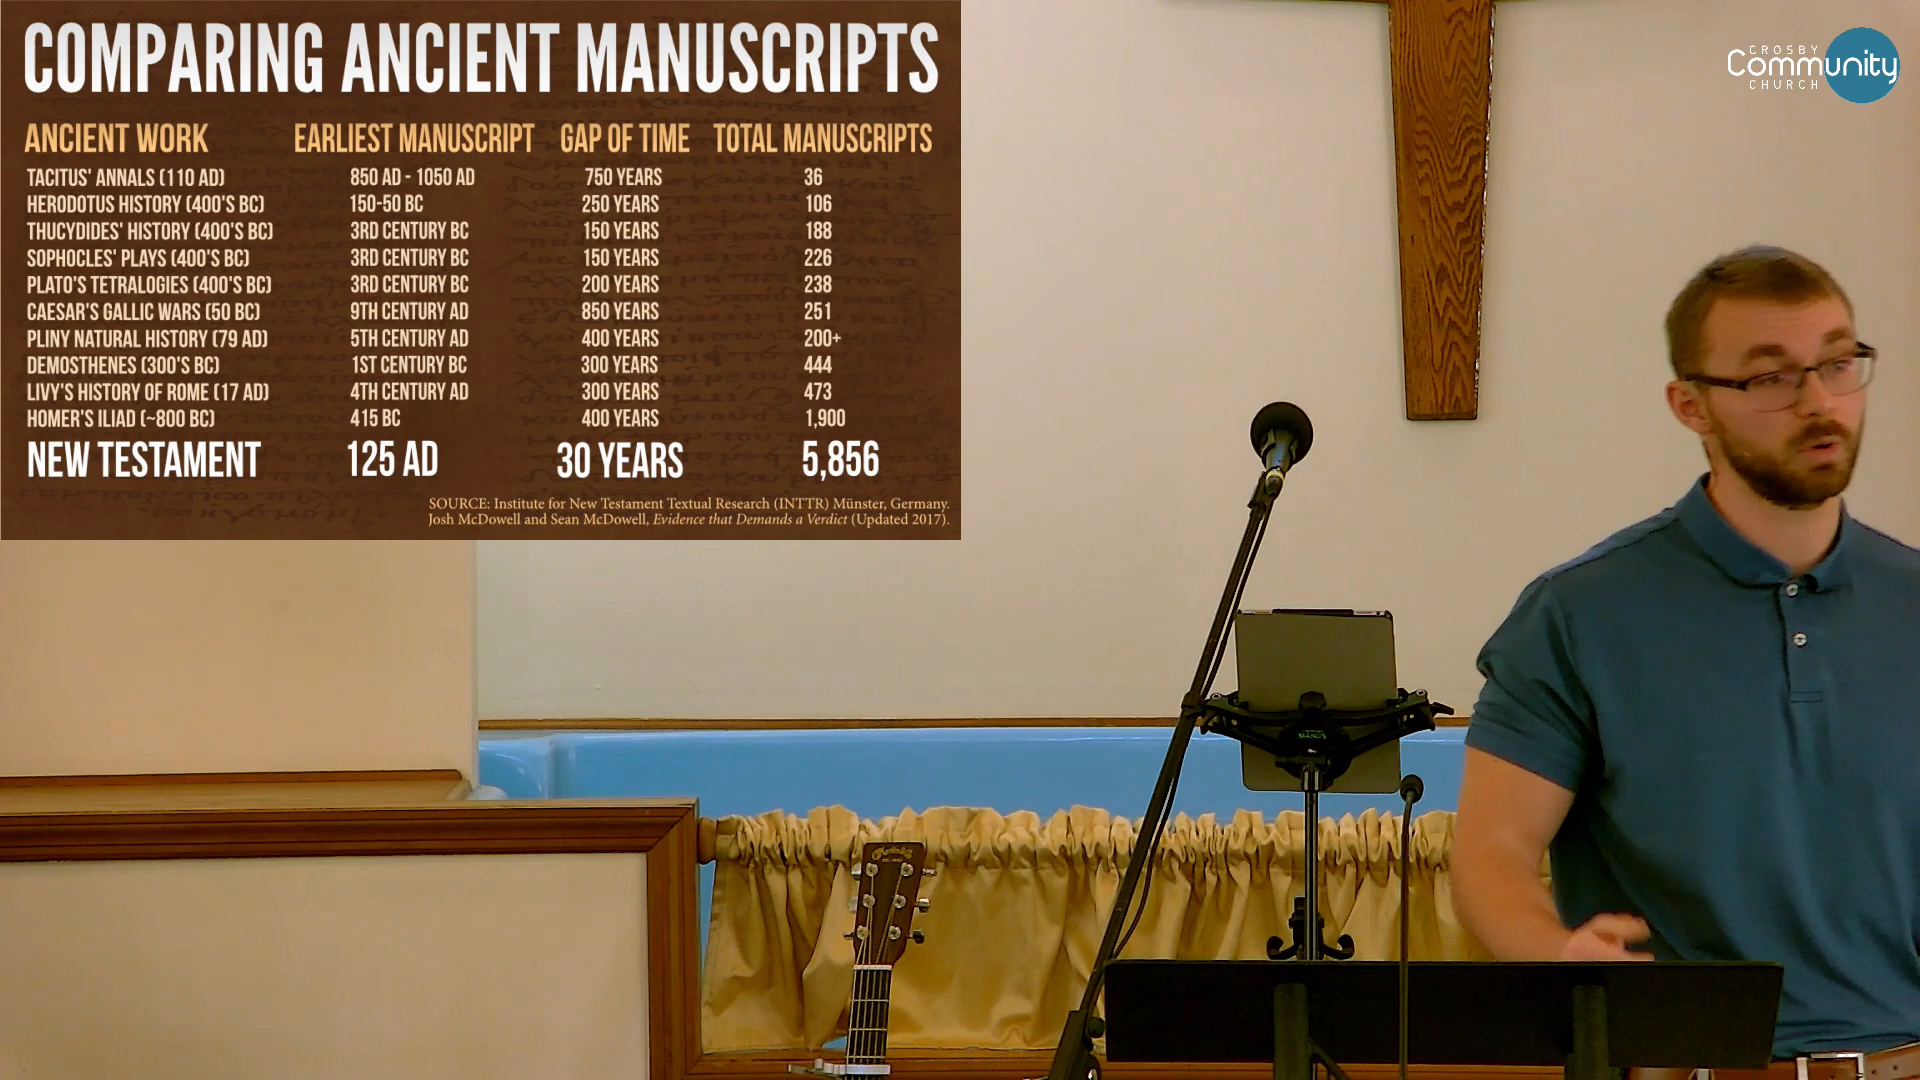 COMPARING ANCIENT MANUSCRIPTS
ANCIENT WORK EARLIEST MANUSCRIPT GAP OF TIME TOTAL MANUSCRIPTS
TACITUS' ANNALS (110 AD) 850 AD - 1050 AD 750 YEARS 36
HERODOTUS HISTORY (400'S BC) 150-50 BC 250 YEARS 106
THUCYDIDES' HISTORY (400'S BC) 3RD CENTURY BC 150 YEARS 188
SOPHOCLES' PLAYS (400'S BC) 3RD CENTURY BC 150 YEARS 226
PLATO'S TETRALOGIES (400'S BC) 3RD CENTURY BC 200 YEARS 238
CAESAR'S GALLIC WARS (50 BC) 9TH CENTURY AD 850 YEARS 251
PLINY NATURAL HISTORY (79 AD) 5TH CENTURY AD 400 YEARS 200+
DEMOSTHENES (300'S BC) 1ST CENTURY BC 300 YEARS 444
LIVY'S HISTORY OF ROME (17 AD) 4TH CENTURY AD 300 YEARS 473
HOMER'S ILIAD (~800 BC) 415 BC 400 YEARS 1,900
NEW TESTAMENT 125 AD 30 YEARS 5,856
SOURCE: Institute for New Testament Textual Research (INTTR) Münster, Germany.
Josh McDowell and Sean McDowell, Evidence that Demands a Verdict (Updated 2017).
CROSBY
Community
CHURCH